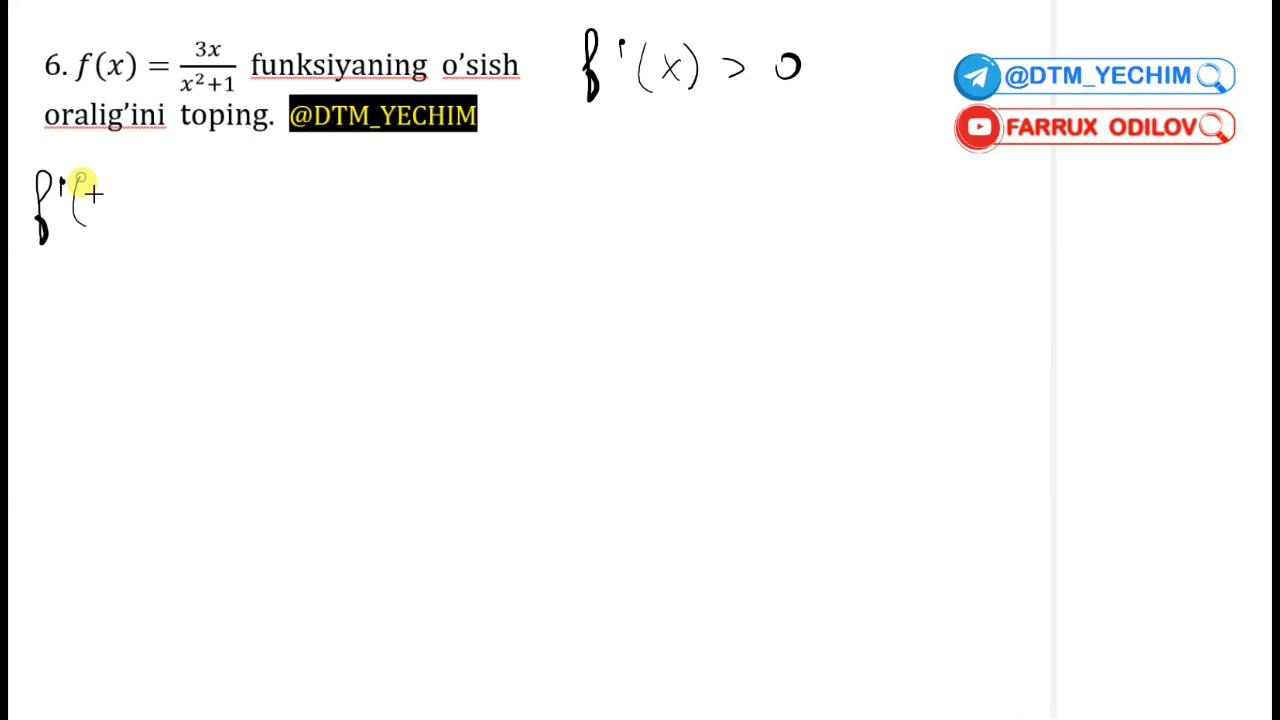 6. f(x) = 3x/(x²+1) funksiyaning o’sish
oralig’ini toping. @DTM_YECHIM
f'(x) > 0
@DTM_YECHIM
FARRUX ODILOV
f'(